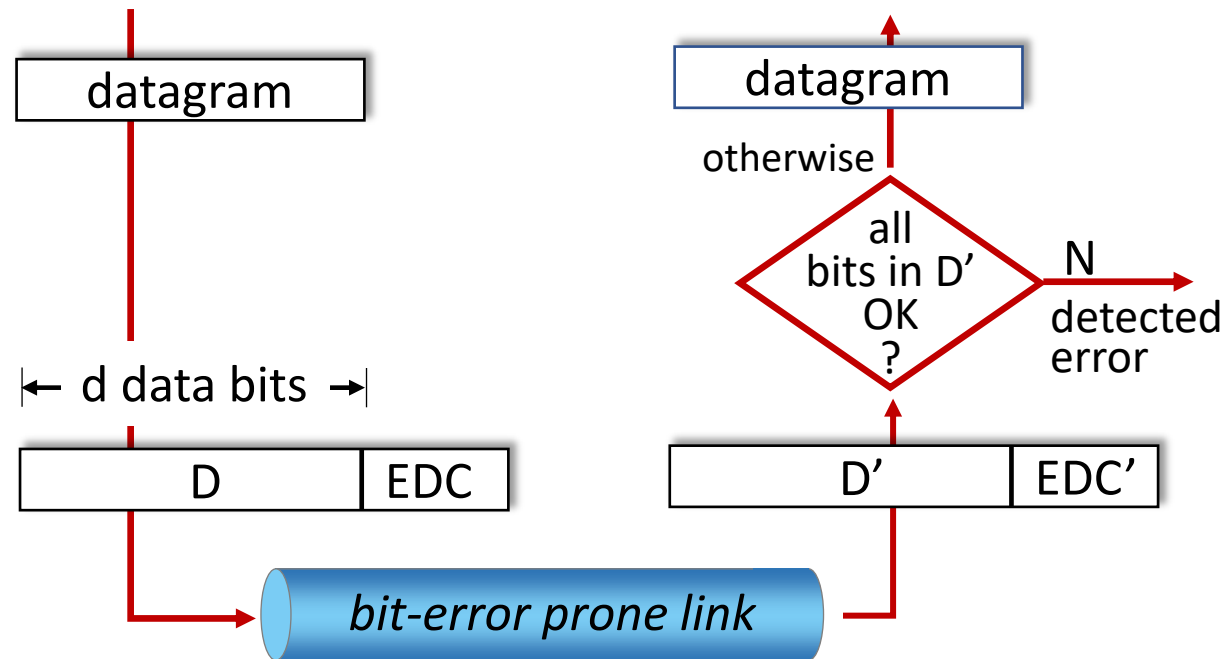 datagram
d data bits
D
EDC
bit-error prone link
datagram
otherwise
all
bits in D’
OK
?
N
detected
error
D’
EDC’